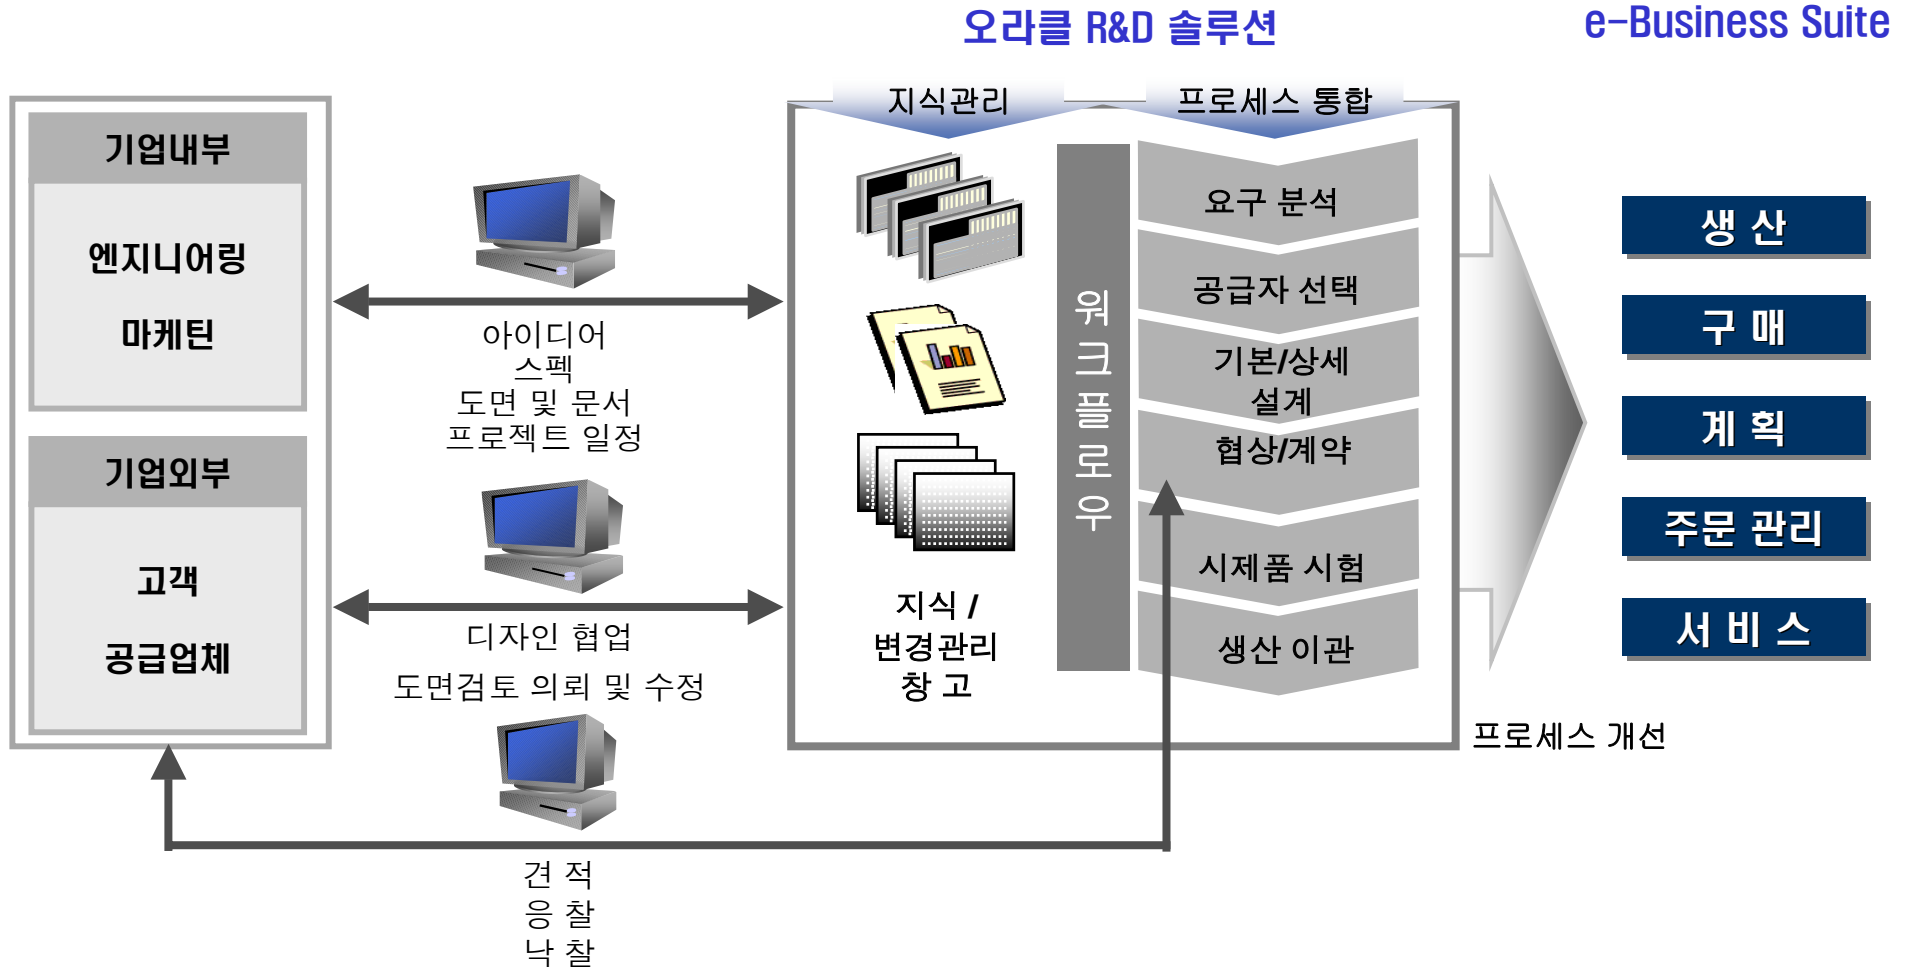 오라클 R&D 솔루션
e-Business Suite
기업내부
엔지니어링
마케틴
기업외부
고객
공급업체
아이디어
스펙
도면 및 문서
프로젝트 일정
디자인 협업
도면검토 의뢰 및 수정
견 적
응 찰
낙 찰
지식관리
프로세스 통합
지식 /
변경관리
창 고
워크플로우
요구 분석
공급자 선택
기본/상세
설계
협상/계약
시제품 시험
생산 이관
프로세스 개선
생 산
구 매
계 획
주문 관리
서 비 스